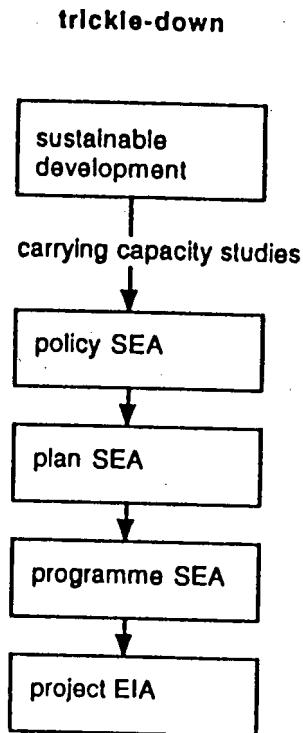 trickle-down
sustainable
development
carrying capacity studies
policy SEA
plan SEA
programme SEA
project EIA